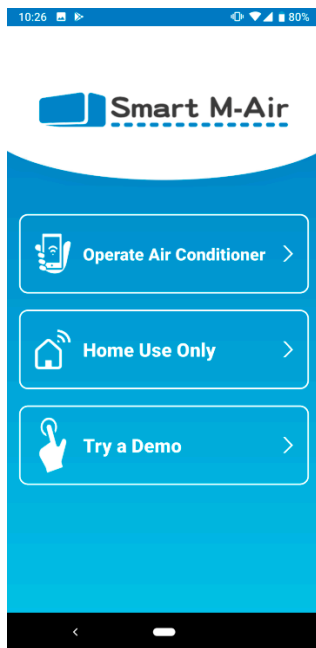 10:26 80%
Smart M-Air
Operate Air Conditioner
Home Use Only
Try a Demo